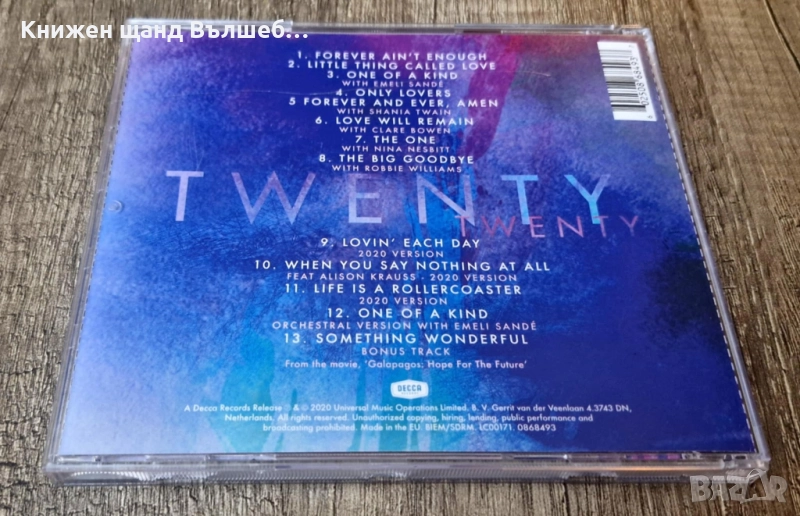 Книжен щанд Вълшеб...
1. FOREVER AIN'T ENOUGH
2. LITTLE THING CALLED LOVE
3. ONE OF A KIND
WITH EMELI SANDÉ
4. ONLY LOVERS
5 FOREVER AND EVER, AMEN
WITH SHANIA TWAIN
6. LOVE WILL REMAIN
WITH CLARE BOWEN
7. THE ONE
WITH NINA NESBITT
8. THE BIG GOODBYE
WITH ROBBIE WILLIAMS
TWENTY
TWENTY
9. LOVIN' EACH DAY
2020 VERSION
10. WHEN YOU SAY NOTHING AT ALL
FEAT ALISON KRAUSS - 2020 VERSION
11. LIFE IS A ROLLERCOASTER
2020 VERSION
12. ONE OF A KIND
ORCHESTRAL VERSION WITH EMELI SANDÉ
13. SOMETHING WONDERFUL
BONUS TRACK
From the movie, 'Galapagos: Hope For The Future'
DECCA
A Decca Records Release ℗ & © 2020 Universal Music Operations Limited. B. V. Gerrit van der Veenlaan 4.3743 DN,
Netherlands. All rights reserved. Unauthorized copying, hiring, lending, public performance and
broadcasting prohibited. Made in the EU. BIEM/SDRM. LC00171. 0868493
БАZАР